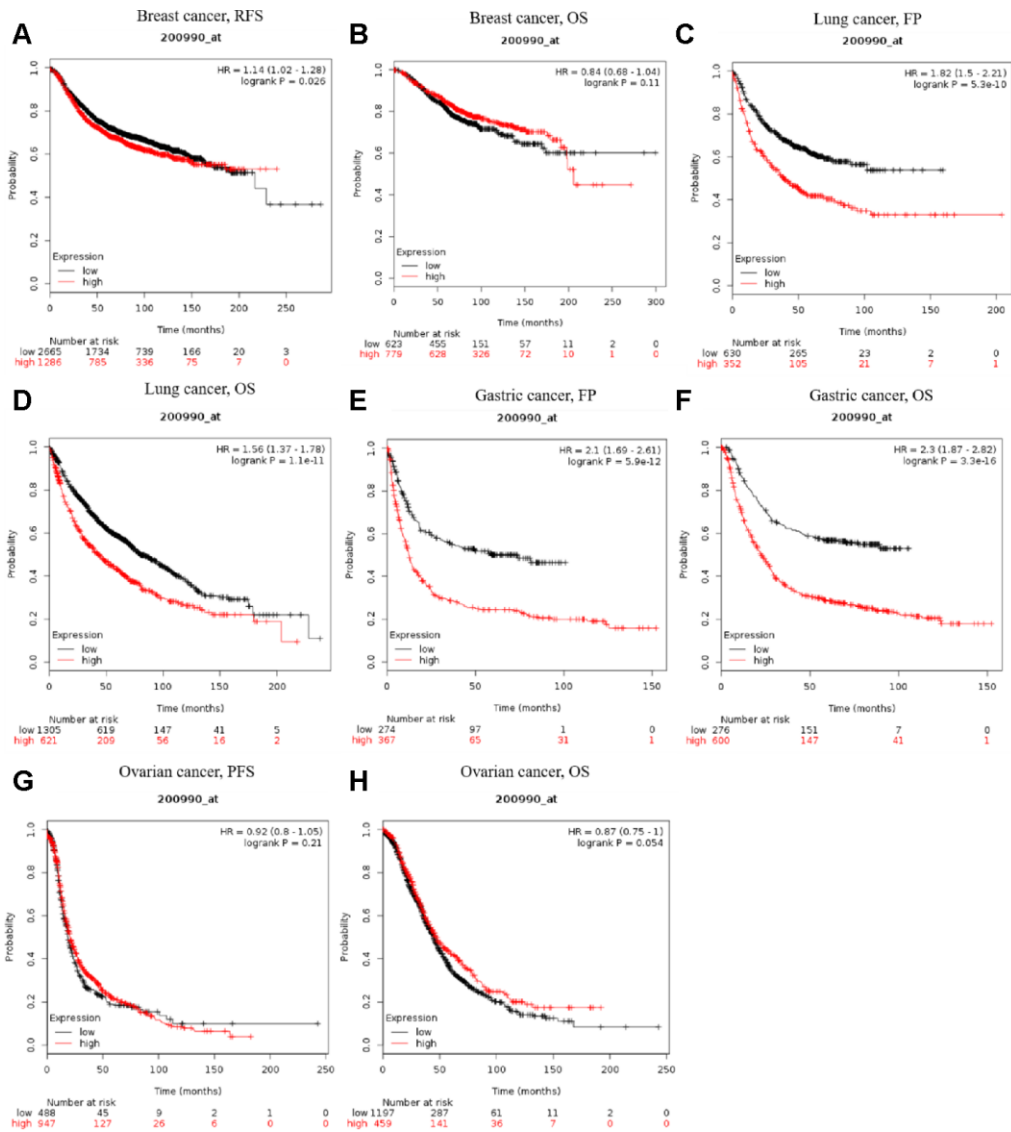 A
Breast cancer, RFS
200990_at
HR = 1.14 (1.02 - 1.28)
logrank P = 0.026
Probability
0.0 0.2 0.4 0.6 0.8 1.0
Expression
low
high
0 50 100 150 200 250
Time (months)
Number at risk
low 2665 1734 739 166 20 3
high 1286 785 336 75 7 0
B
Breast cancer, OS
200990_at
HR = 0.84 (0.68 - 1.04)
logrank P = 0.11
Probability
0.0 0.2 0.4 0.6 0.8 1.0
Expression
low
high
0 50 100 150 200 250 300
Time (months)
Number at risk
low 623 455 151 57 11 2 0
high 779 628 326 72 10 1 0
C
Lung cancer, FP
200990_at
HR = 1.82 (1.5 - 2.21)
logrank P = 5.3e-10
Probability
0.0 0.2 0.4 0.6 0.8 1.0
Expression
low
high
0 50 100 150 200
Time (months)
Number at risk
low 630 265 23 2 0
high 352 105 21 7 1
D
Lung cancer, OS
200990_at
HR = 1.56 (1.37 - 1.78)
logrank P = 1.1e-11
Probability
0.0 0.2 0.4 0.6 0.8 1.0
Expression
low
high
0 50 100 150 200
Time (months)
Number at risk
low 1305 619 147 41 5
high 621 209 56 16 2
E
Gastric cancer, FP
200990_at
HR = 2.1 (1.69 - 2.61)
logrank P = 5.9e-12
Probability
0.0 0.2 0.4 0.6 0.8 1.0
Expression
low
high
0 50 100 150
Time (months)
Number at risk
low 274 97 1 0
high 367 65 31 1
F
Gastric cancer, OS
200990_at
HR = 2.3 (1.87 - 2.82)
logrank P = 3.3e-16
Probability
0.0 0.2 0.4 0.6 0.8 1.0
Expression
low
high
0 50 100 150
Time (months)
Number at risk
low 276 151 7 0
high 600 147 41 1
G
Ovarian cancer, PFS
200990_at
HR = 0.92 (0.8 - 1.05)
logrank P = 0.21
Probability
0.0 0.2 0.4 0.6 0.8 1.0
Expression
low
high
0 50 100 150 200 250
Time (months)
Number at risk
low 488 45 9 2 1 0
high 947 127 26 6 0 0
H
Ovarian cancer, OS
200990_at
HR = 0.87 (0.75 - 1)
logrank P = 0.054
Probability
0.0 0.2 0.4 0.6 0.8 1.0
Expression
low
high
0 50 100 150 200 250
Time (months)
Number at risk
low 1197 287 61 11 2 0
high 459 141 36 7 0 0